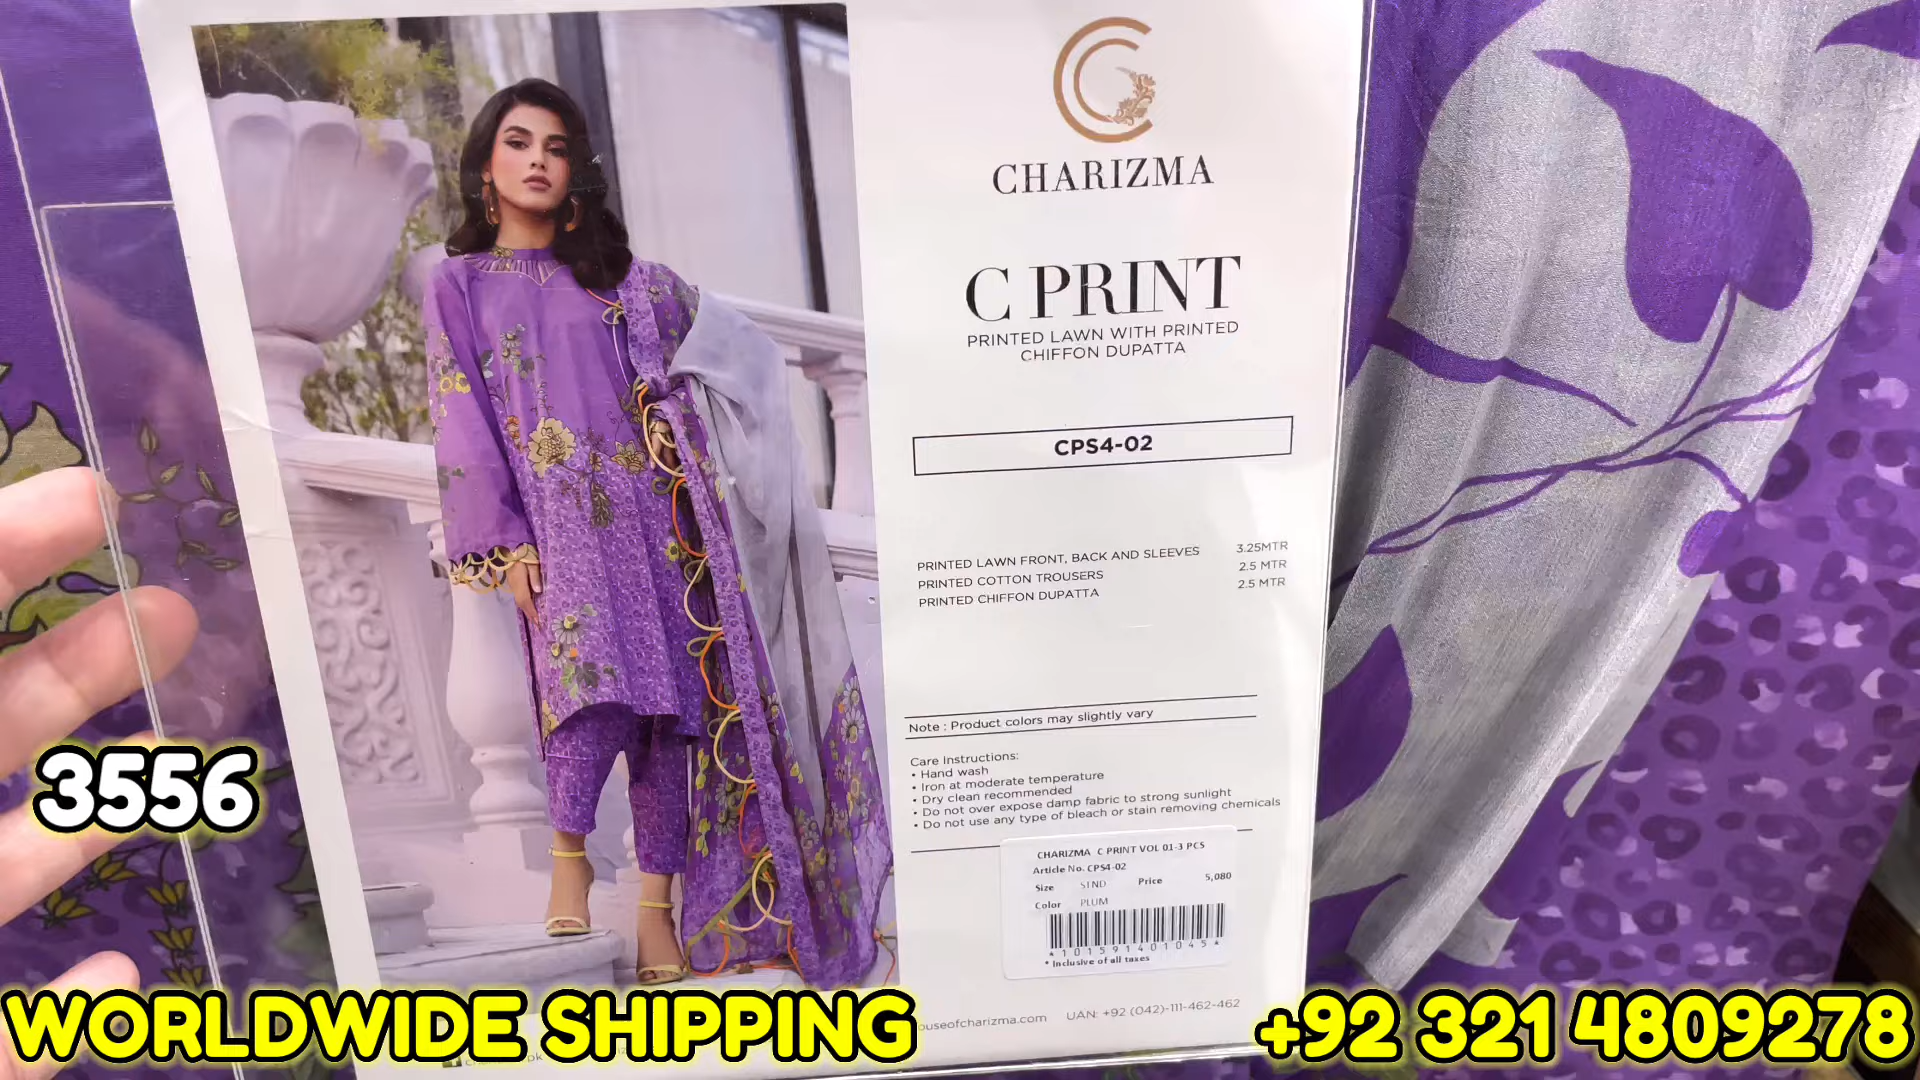 CHARIZMA
C PRINT
PRINTED LAWN WITH PRINTED
CHIFFON DUPATTA
CPS4-02
PRINTED LAWN FRONT, BACK AND SLEEVES 3.25MTR
PRINTED COTTON TROUSERS 2.5 MTR
PRINTED CHIFFON DUPATTA 2.5 MTR
Note : Product colors may slightly vary
Care Instructions:
• Hand wash
• Iron at moderate temperature
• Dry clean recommended
• Do not over expose damp fabric to strong sunlight
• Do not use any type of bleach or stain removing chemicals
CHARIZMA C PRINT VOL 01-3 PCS
Article No. CPS4-02
Size STND Price 5,080
Color PLUM
*101591401045*
* Inclusive of all taxes
3556
UAN: +92 (042)-111-462-462
WORLDWIDE SHIPPING +92 321 4809278